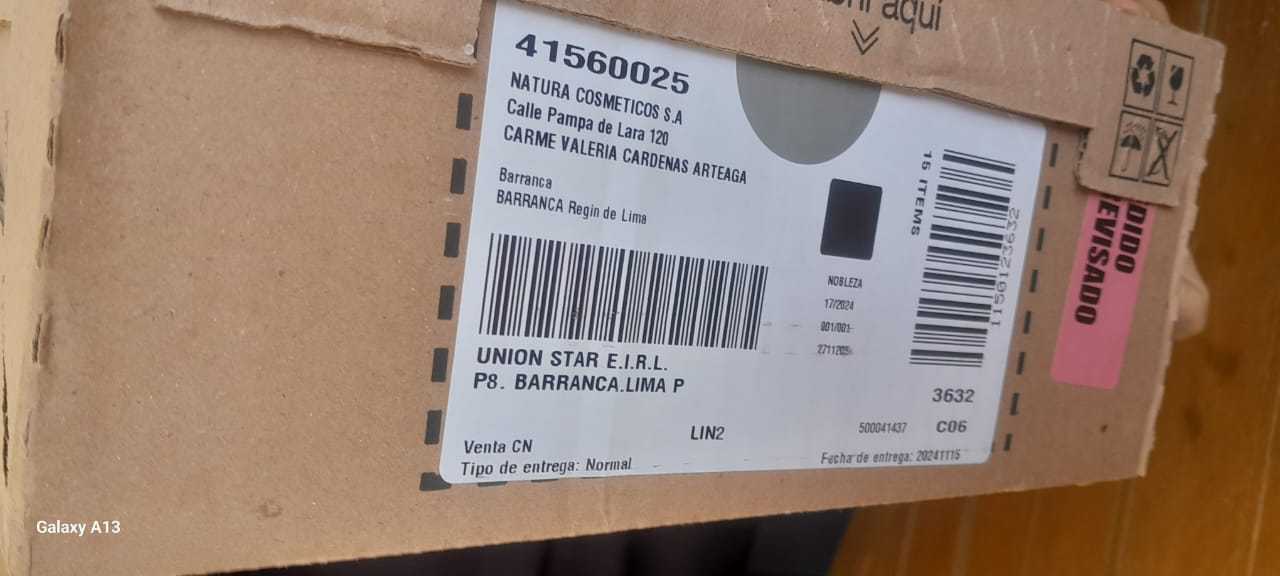 aquí
41560025
NATURA COSMETICOS S.A
Calle Pampa de Lara 120
CARME VALERIA CARDENAS ARTEAGA
Barranca
BARRANCA Regin de Lima
15 ITEMS
11501123632
NOBLEZA
17/2024
001/001
UNION STAR E.I.R.L.
P8. BARRANCA.LIMA P
3632
LIN2
500041437
C06
Venta CN
Tipo de entrega: Normal
Fecha de entrega: 20241115
Galaxy A13